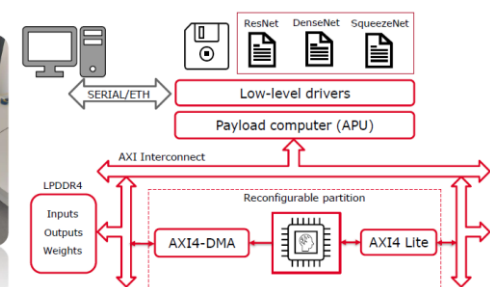 ResNet
DenseNet
SqueezeNet
SERIAL/ETH
Low-level drivers
Payload computer (APU)
AXI Interconnect
LPDDR4
Inputs
Outputs
Weights
Reconfigurable partition
AXI4-DMA
AXI4 Lite